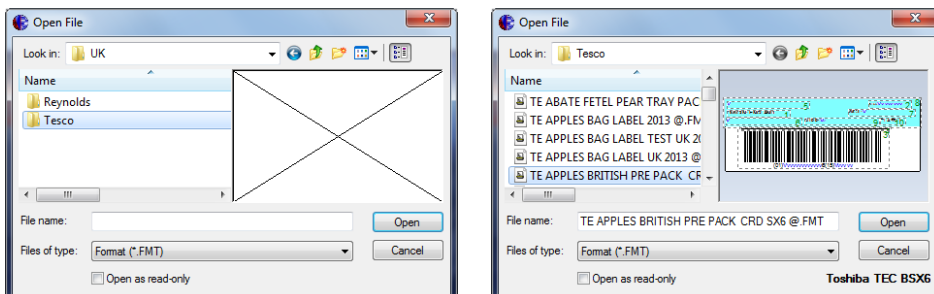 Open File
Look in: UK
Name
Reynolds
Tesco
File name:
Open
Files of type: Format (*.FMT)
Cancel
Open as read-only
Open File
Look in: Tesco
Name
TE ABATE FETEL PEAR TRAY PAC
TE APPLES BAG LABEL 2013 @.FM
TE APPLES BAG LABEL TEST UK 20
TE APPLES BAG LABEL UK 2013 @
TE APPLES BRITISH PRE PACK CR
File name: TE APPLES BRITISH PRE PACK CRD SX6 @.FMT
Open
Files of type: Format (*.FMT)
Cancel
Open as read-only
Toshiba TEC BSX6